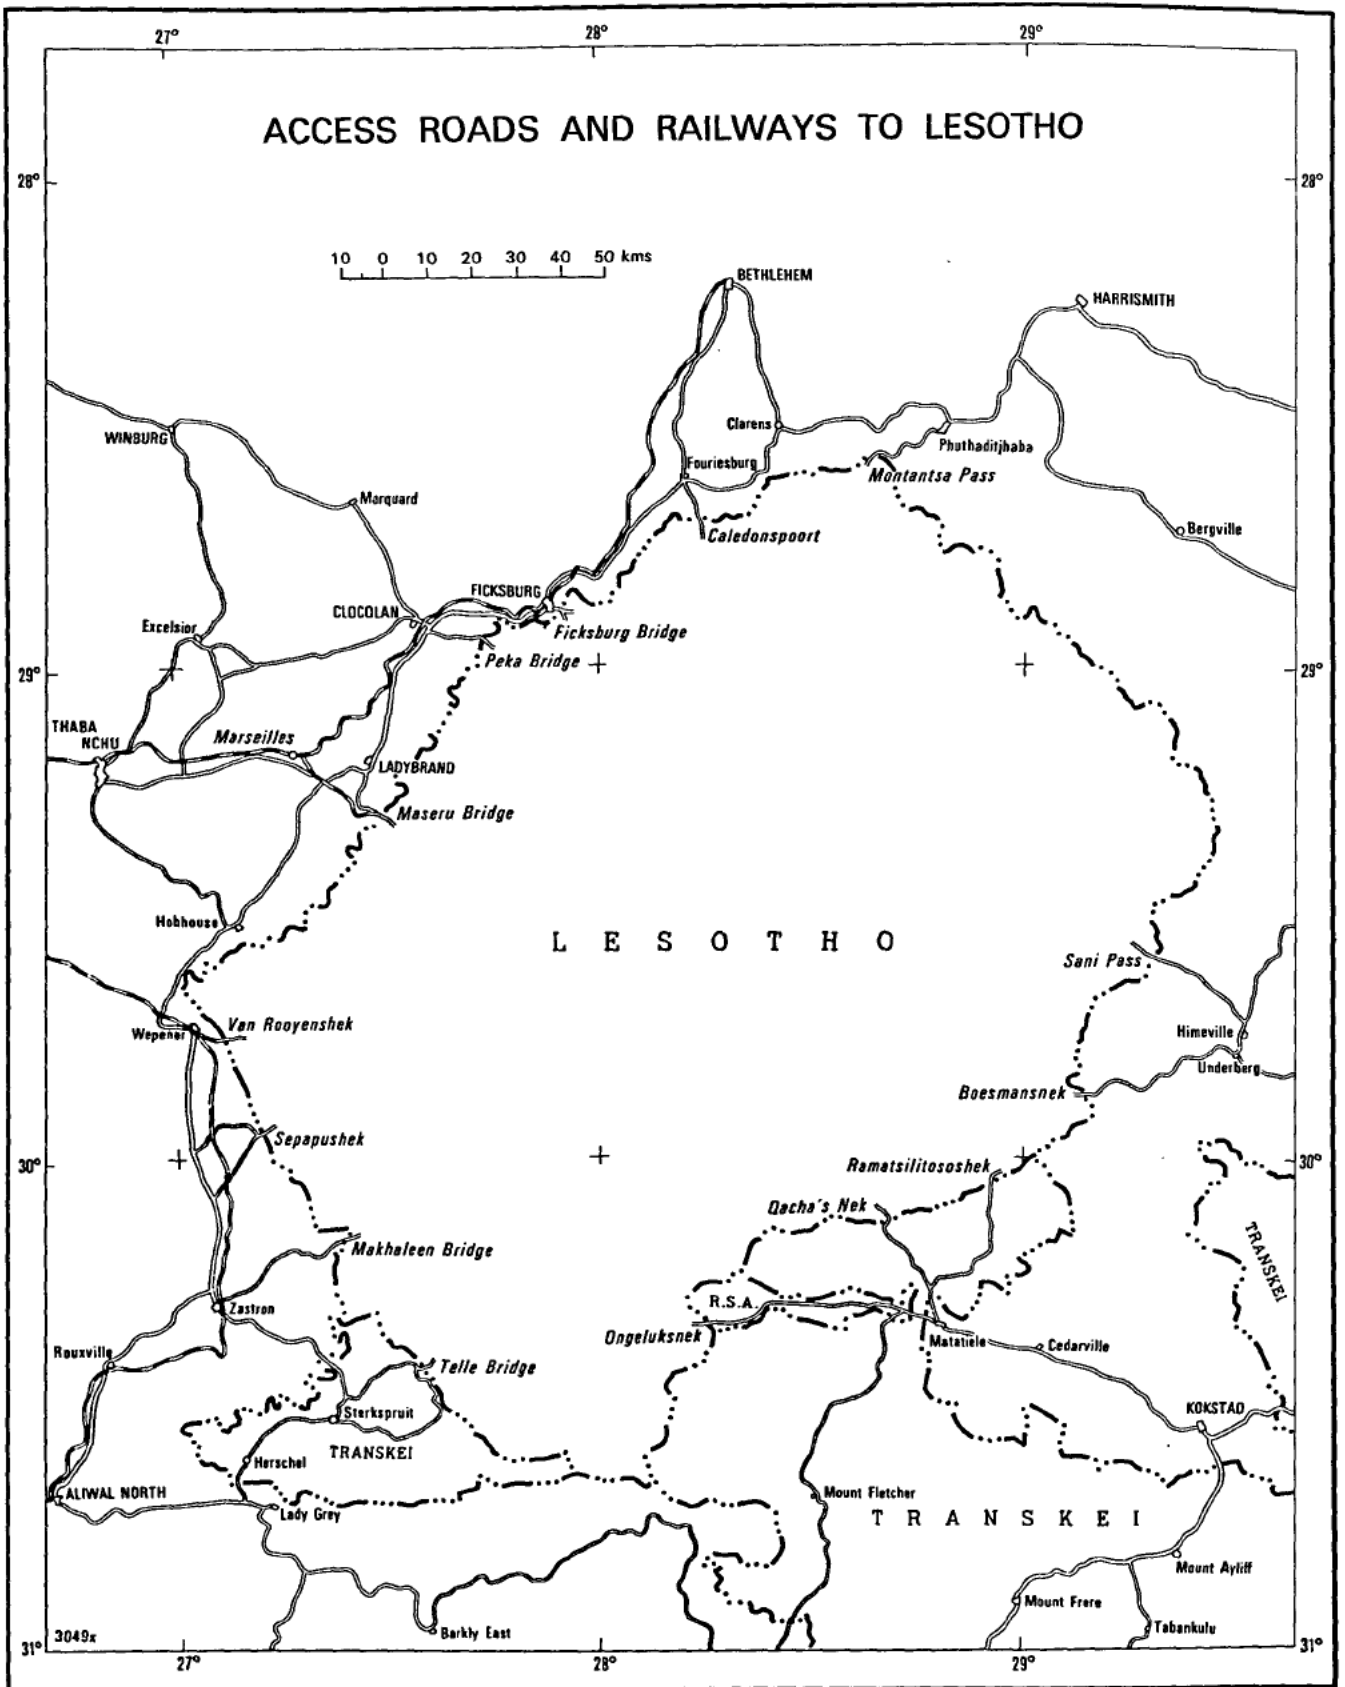 27° 28° 29°
ACCESS ROADS AND RAILWAYS TO LESOTHO
28° 28°
10 0 10 20 30 40 50 kms
BETHLEHEM
HARRISMITH
WINBURG
Clarens
Phuthaditjhaba
Fouriesburg
Montantsa Pass
Marquard
Bergville
Caledonspoort
FICKSBURG
CLOCOLAN
Excelsior
Ficksburg Bridge
Peka Bridge
29° 29°
THABA
NCHU
Marseilles
LADYBRAND
Maseru Bridge
Hobhouse
LESOTHO
Sani Pass
Van Rooyenshek
Wepener
Himeville
Underberg
Boesmansnek
Sepapushek
30° 30°
Ramatsilitososhek
Qacha's Nek
TRANSKEI
Makhaleen Bridge
R.S.A.
Zastron
Ongeluksnek
Matatiele
Cedarville
Rouxville
Telle Bridge
Sterkspruit
KOKSTAD
TRANSKEI
Herschel
ALIWAL NORTH
Lady Grey
Mount Fletcher
TRANSKEI
Mount Ayliff
Mount Frere
Tabankulu
Barkly East
31° 3049x 31°
27° 28° 29°